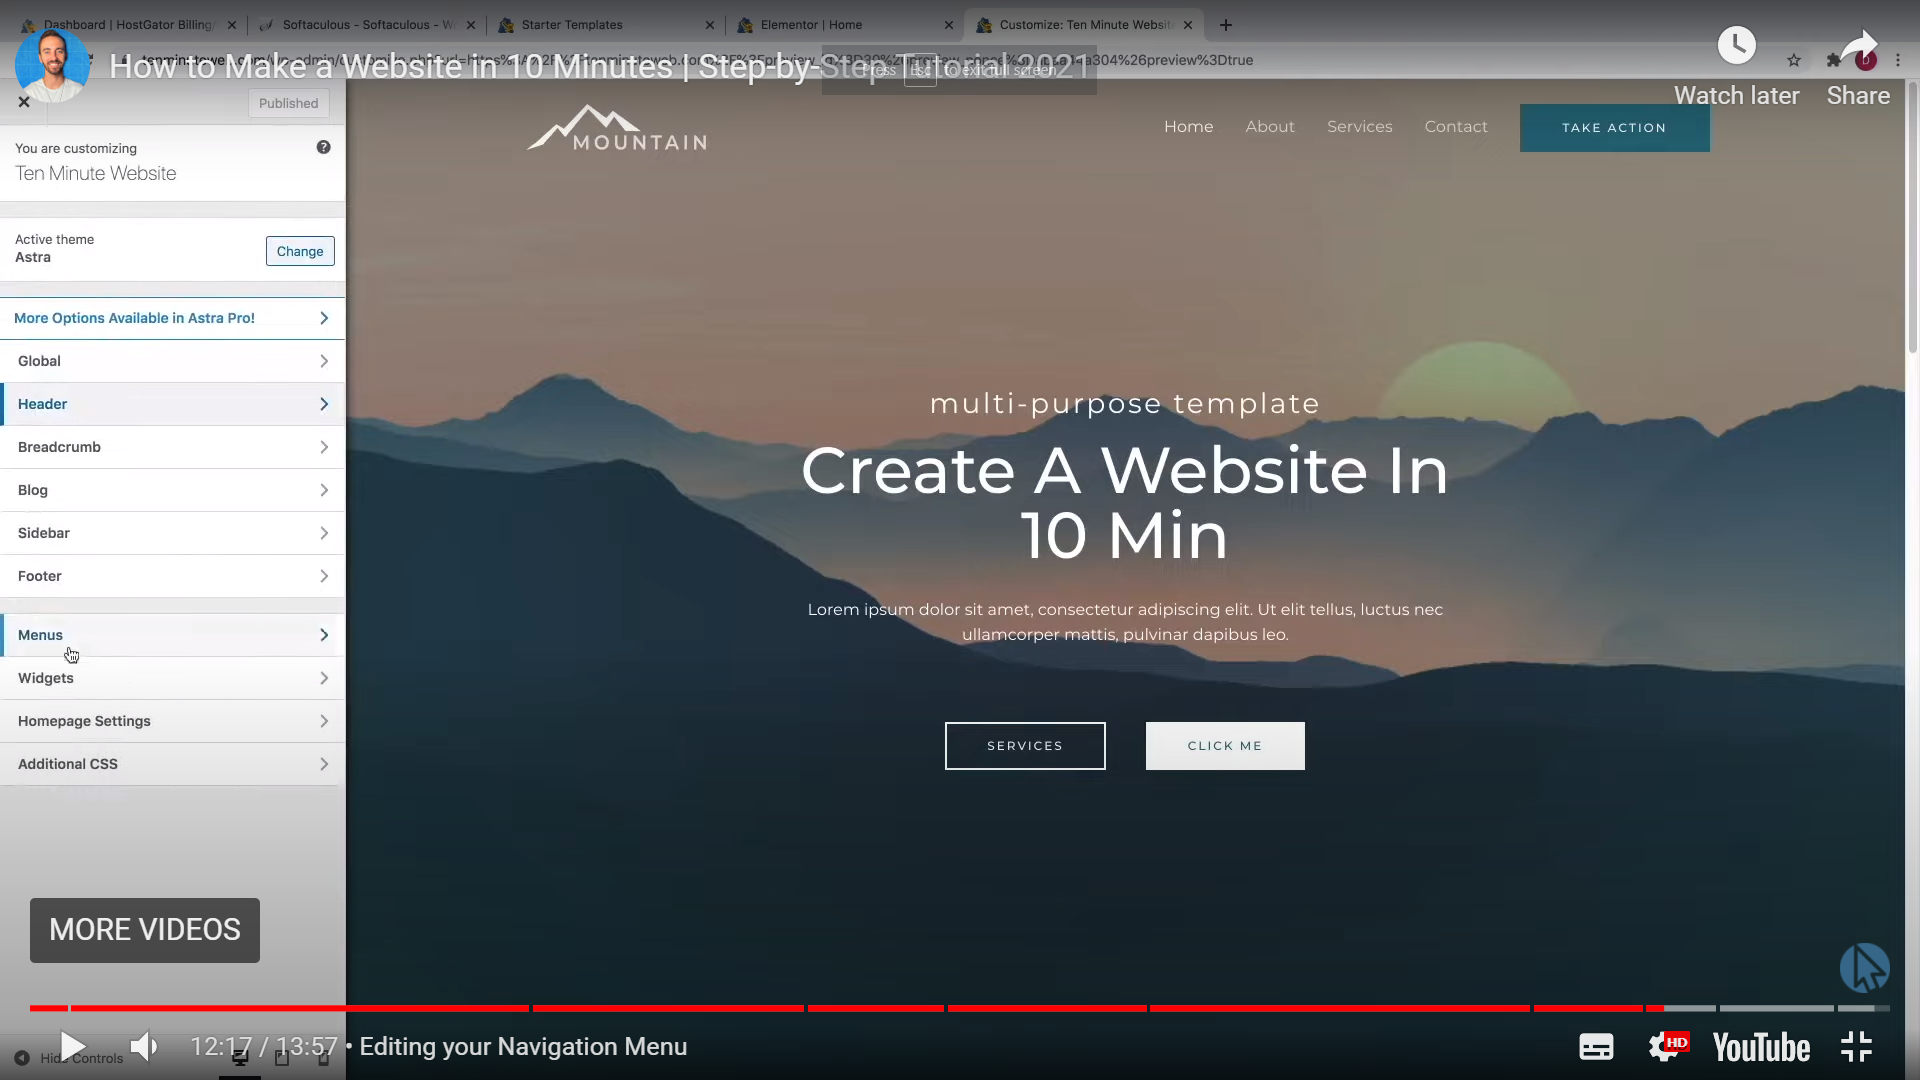 Dashboard | HostGator Billing
Softaculous - Softaculous - W
Starter Templates
Elementor | Home
Customize: Ten Minute Websit
How to Make a Website in 10 Minutes | Step-by-Step Tutorial 2021
Press Esc to exit full screen
Watch later
Share
Published
You are customizing
Ten Minute Website
Active theme
Astra
Change
More Options Available in Astra Pro!
Global
Header
Breadcrumb
Blog
Sidebar
Footer
Menus
Widgets
Homepage Settings
Additional CSS
MOUNTAIN
Home
About
Services
Contact
TAKE ACTION
multi-purpose template
Create A Website In
10 Min
Lorem ipsum dolor sit amet, consectetur adipiscing elit. Ut elit tellus, luctus nec
ullamcorper mattis, pulvinar dapibus leo.
SERVICES
CLICK ME
MORE VIDEOS
12:17 / 13:57 • Editing your Navigation Menu
Hide Controls
HD
YouTube